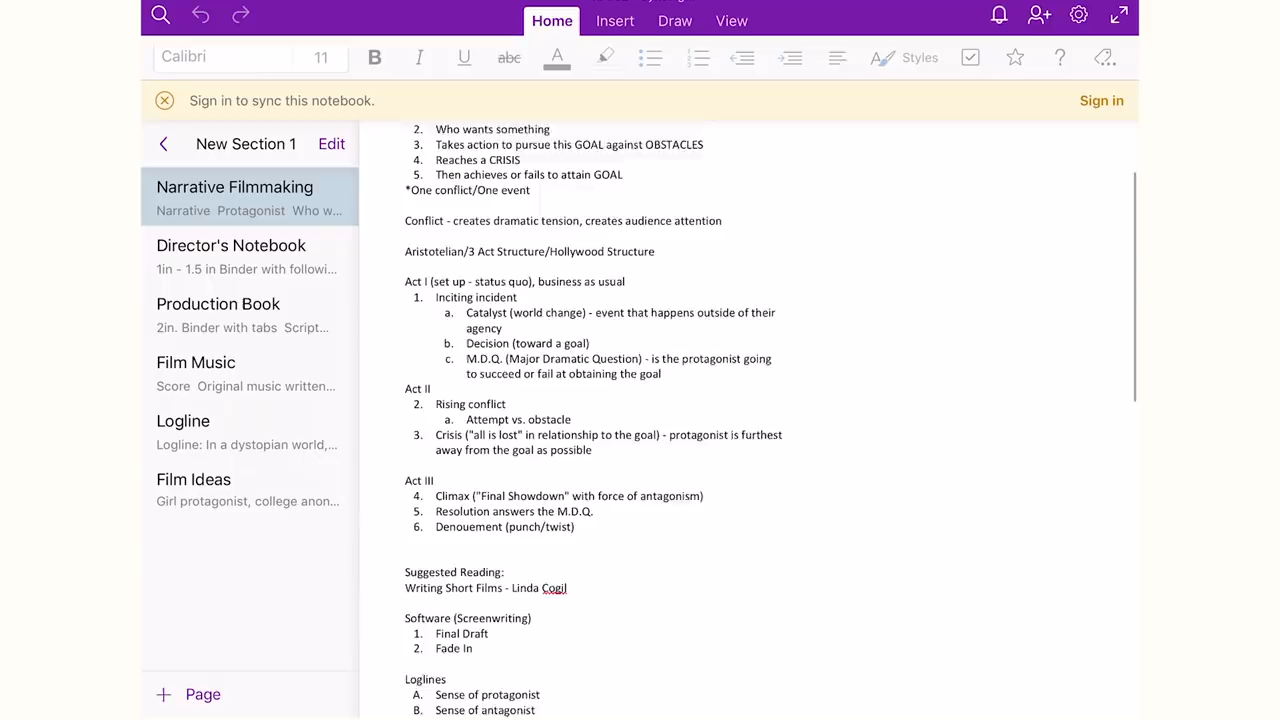 Home Insert Draw View
Calibri 11 B I U abc A Styles ?
Sign in to sync this notebook. Sign in
New Section 1 Edit
Narrative Filmmaking
Narrative Protagonist Who w...
Director's Notebook
1in - 1.5 in Binder with followi...
Production Book
2in. Binder with tabs Script...
Film Music
Score Original music written...
Logline
Logline: In a dystopian world,...
Film Ideas
Girl protagonist, college anon...
+ Page
2. Who wants something
3. Takes action to pursue this GOAL against OBSTACLES
4. Reaches a CRISIS
5. Then achieves or fails to attain GOAL
*One conflict/One event
Conflict - creates dramatic tension, creates audience attention
Aristotelian/3 Act Structure/Hollywood Structure
Act I (set up - status quo), business as usual
1. Inciting incident
a. Catalyst (world change) - event that happens outside of their
agency
b. Decision (toward a goal)
c. M.D.Q. (Major Dramatic Question) - is the protagonist going
to succeed or fail at obtaining the goal
Act II
2. Rising conflict
a. Attempt vs. obstacle
3. Crisis ("all is lost" in relationship to the goal) - protagonist is furthest
away from the goal as possible
Act III
4. Climax ("Final Showdown" with force of antagonism)
5. Resolution answers the M.D.Q.
6. Denouement (punch/twist)
Suggested Reading:
Writing Short Films - Linda Cogil
Software (Screenwriting)
1. Final Draft
2. Fade In
Loglines
A. Sense of protagonist
B. Sense of antagonist